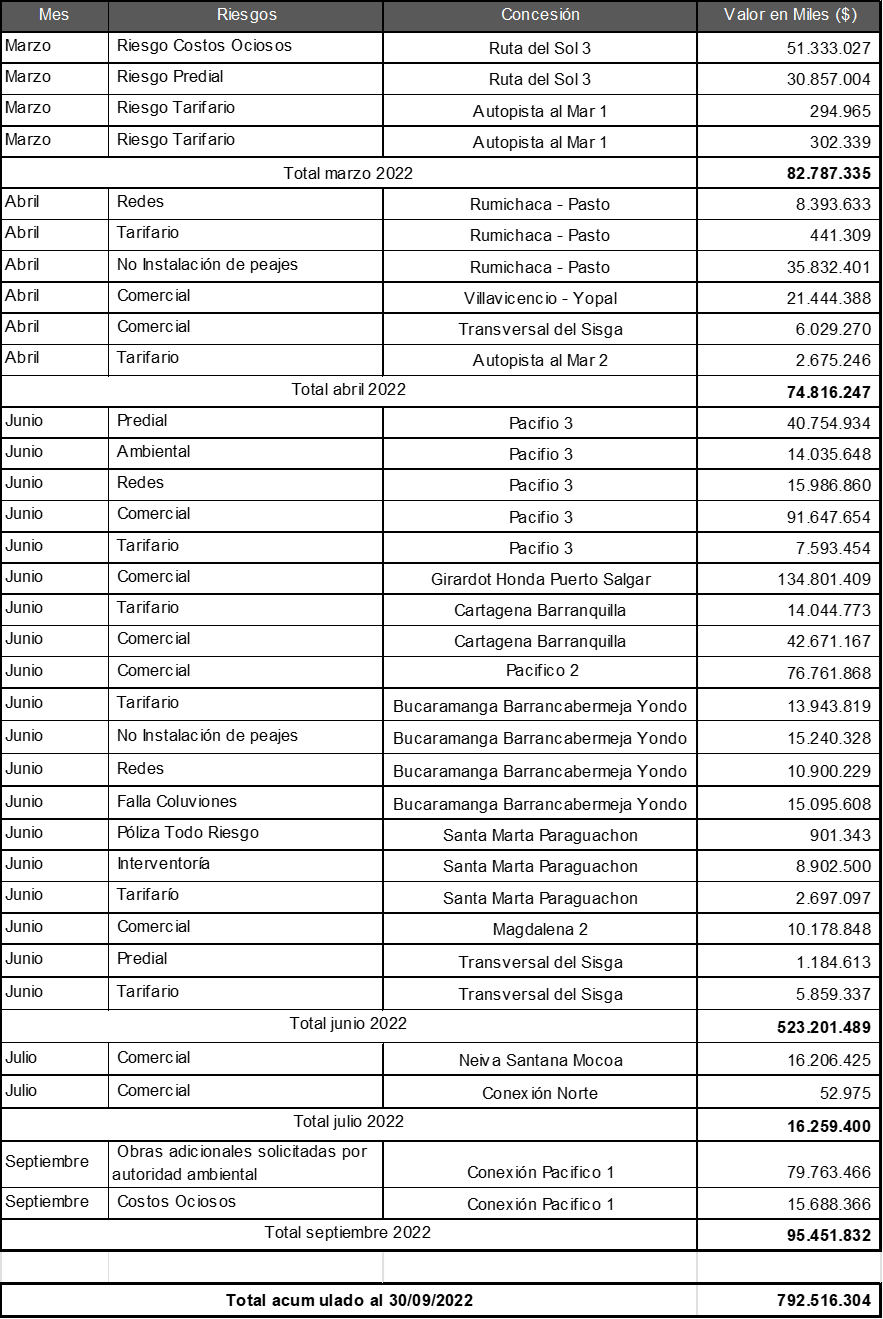 Mes Riesgos Concesión Valor en Miles ($)
Marzo Riesgo Costos Ociosos Ruta del Sol 3 51.333.027
Marzo Riesgo Predial Ruta del Sol 3 30.857.004
Marzo Riesgo Tarifario Autopista al Mar 1 294.965
Marzo Riesgo Tarifario Autopista al Mar 1 302.339
Total marzo 2022 82.787.335
Abril Redes Rumichaca - Pasto 8.393.633
Abril Tarifario Rumichaca - Pasto 441.309
Abril No Instalación de peajes Rumichaca - Pasto 35.832.401
Abril Comercial Villavicencio - Yopal 21.444.388
Abril Comercial Transversal del Sisga 6.029.270
Abril Tarifario Autopista al Mar 2 2.675.246
Total abril 2022 74.816.247
Junio Predial Pacifio 3 40.754.934
Junio Ambiental Pacifio 3 14.035.648
Junio Redes Pacifio 3 15.986.860
Junio Comercial Pacifio 3 91.647.654
Junio Tarifario Pacifio 3 7.593.454
Junio Comercial Girardot Honda Puerto Salgar 134.801.409
Junio Tarifario Cartagena Barranquilla 14.044.773
Junio Comercial Cartagena Barranquilla 42.671.167
Junio Comercial Pacifico 2 76.761.868
Junio Tarifario Bucaramanga Barrancabermeja Yondo 13.943.819
Junio No Instalación de peajes Bucaramanga Barrancabermeja Yondo 15.240.328
Junio Redes Bucaramanga Barrancabermeja Yondo 10.900.229
Junio Falla Coluviones Bucaramanga Barrancabermeja Yondo 15.095.608
Junio Póliza Todo Riesgo Santa Marta Paraguachon 901.343
Junio Interventoría Santa Marta Paraguachon 8.902.500
Junio Tarifarío Santa Marta Paraguachon 2.697.097
Junio Comercial Magdalena 2 10.178.848
Junio Predial Transversal del Sisga 1.184.613
Junio Tarifario Transversal del Sisga 5.859.337
Total junio 2022 523.201.489
Julio Comercial Neiva Santana Mocoa 16.206.425
Julio Comercial Conexión Norte 52.975
Total julio 2022 16.259.400
Septiembre Obras adicionales solicitadas por
autoridad ambiental Conexión Pacifico 1 79.763.466
Septiembre Costos Ociosos Conexión Pacifico 1 15.688.366
Total septiembre 2022 95.451.832
Total acum ulado al 30/09/2022 792.516.304